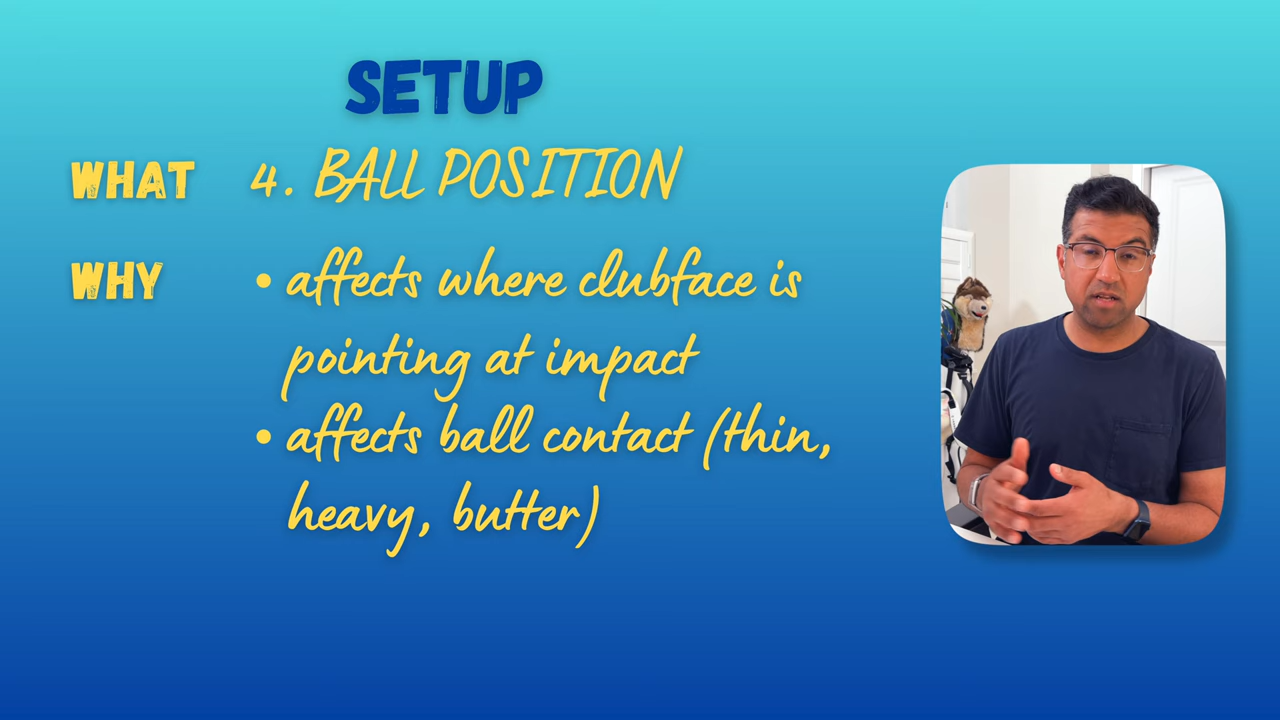 SETUP
WHAT 4. BALL POSITION
WHY • affects where clubface is
pointing at impact
• affects ball contact (thin,
heavy, butter)